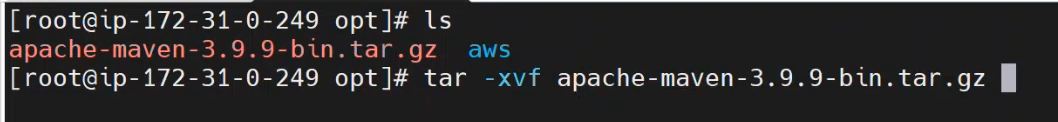 [root@ip-172-31-0-249 opt]# ls
apache-maven-3.9.9-bin.tar.gz  aws
[root@ip-172-31-0-249 opt]# tar -xvf apache-maven-3.9.9-bin.tar.gz